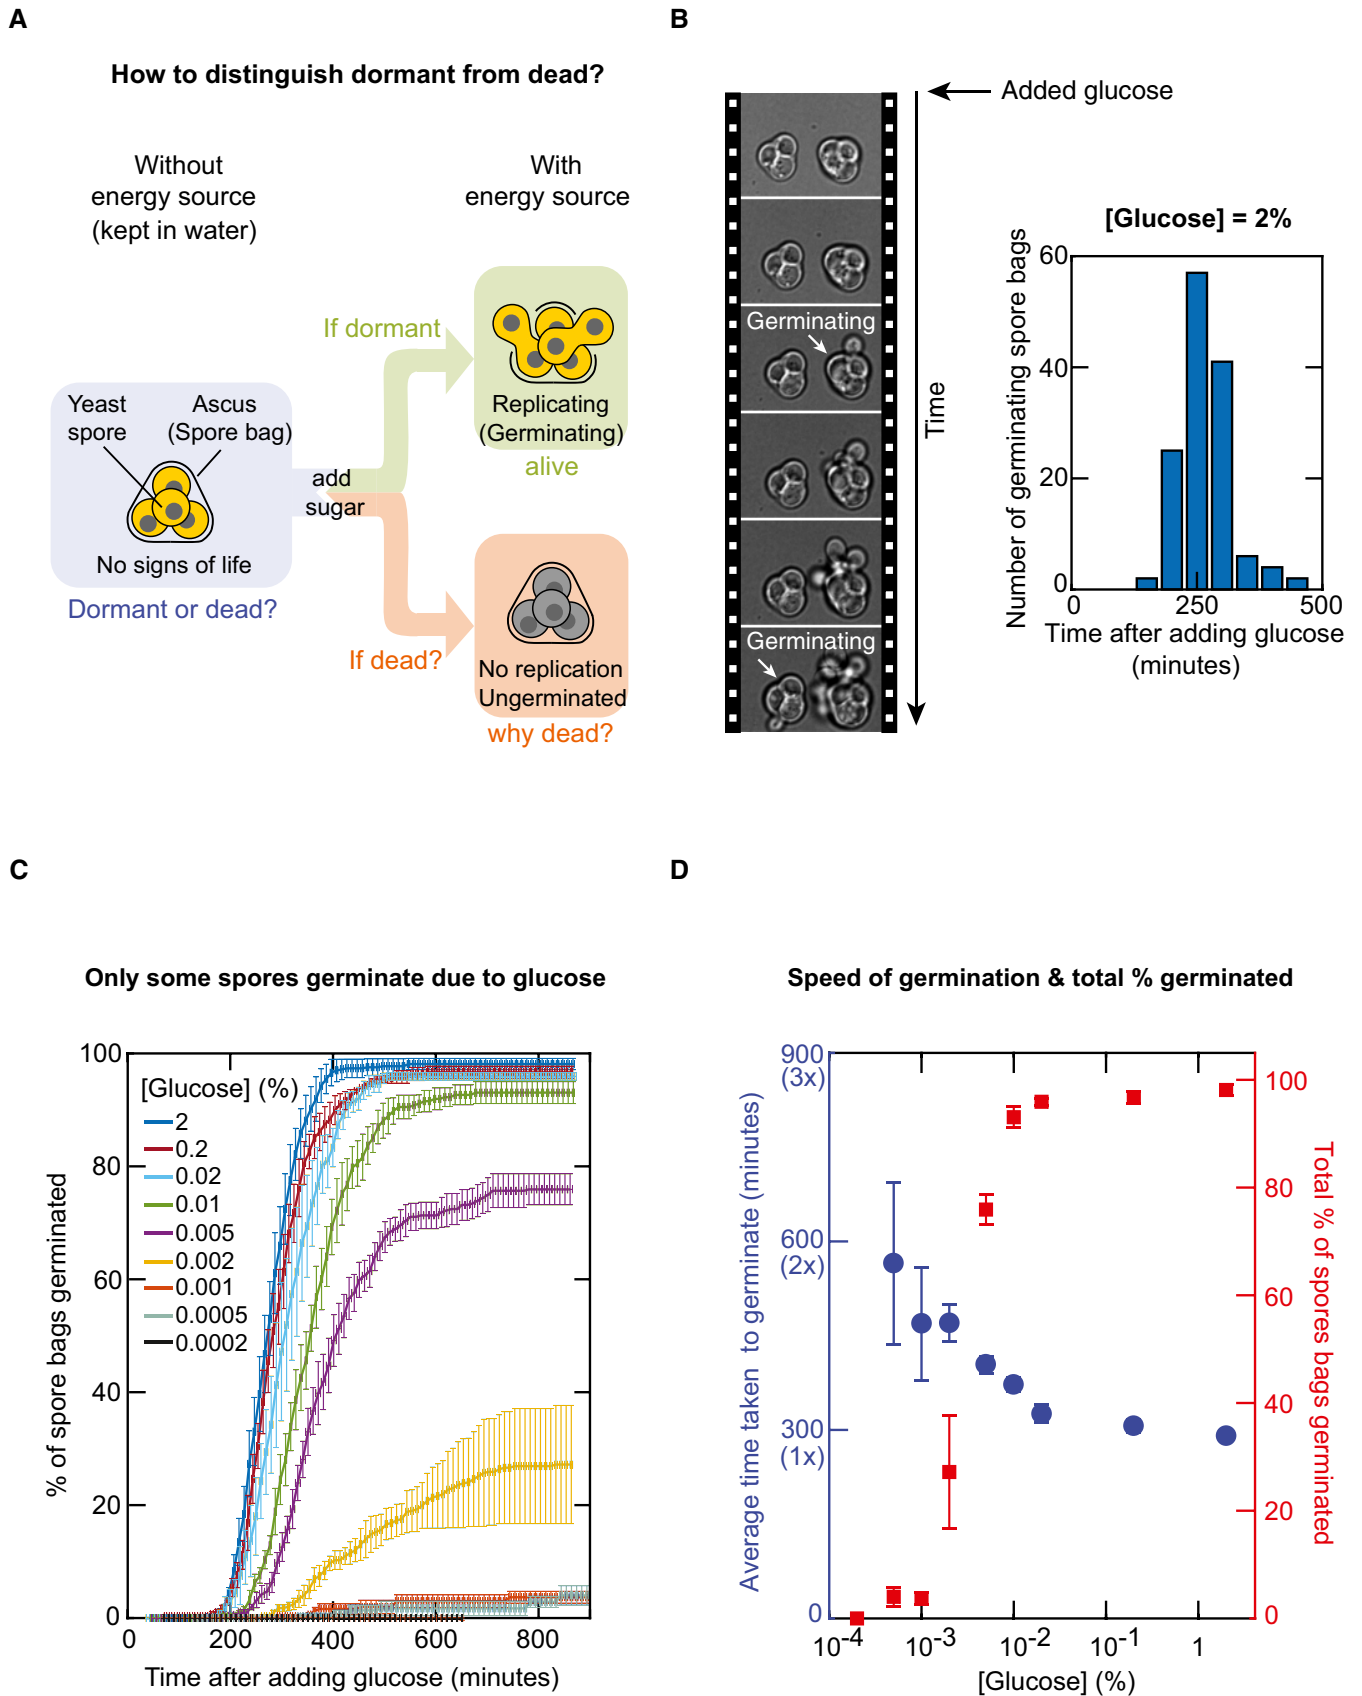 A
How to distinguish dormant from dead?
Without
energy source
(kept in water)
With
energy source
If dormant
Yeast
spore
Ascus
(Spore bag)
No signs of life
Dormant or dead?
add
sugar
Replicating
(Germinating)
alive
If dead?
No replication
Ungerminated
why dead?
B
Added glucose
Germinating
Germinating
Time
[Glucose] = 2%
Number of germinating spore bags
60
40
20
0
0
250
500
Time after adding glucose
(minutes)
C
Only some spores germinate due to glucose
% of spore bags germinated
100
80
60
40
20
0
[Glucose] (%)
2
0.2
0.02
0.01
0.005
0.002
0.001
0.0005
0.0002
0
200
400
600
800
Time after adding glucose (minutes)
D
Speed of germination & total % germinated
Average time taken to germinate (minutes)
900
(3x)
600
(2x)
300
(1x)
0
100
80
60
40
20
0
Total % of spores bags germinated
10-4
10-3
10-2
10-1
1
[Glucose] (%)